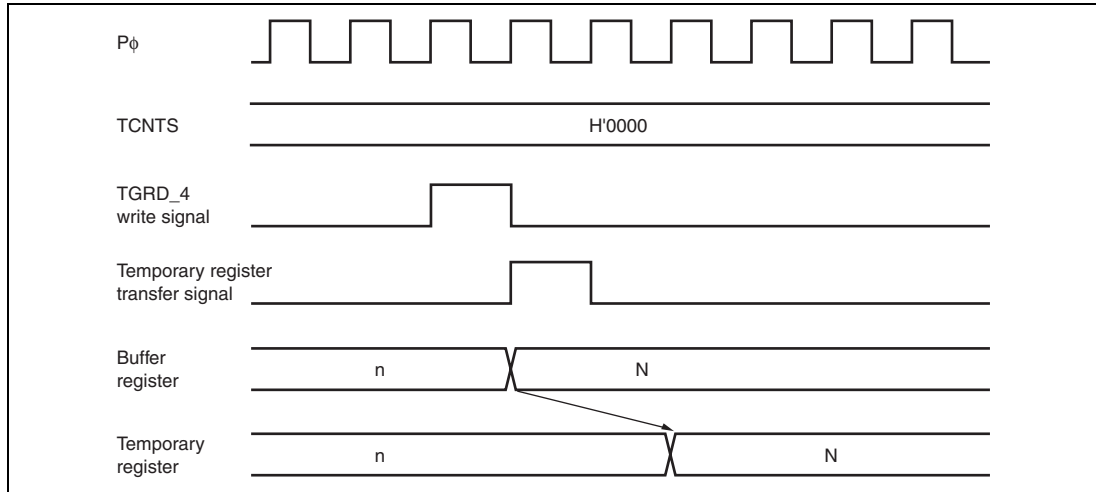 Pϕ
TCNTS
H'0000
TGRD_4
write signal
Temporary register
transfer signal
Buffer
register
n
N
Temporary
register
n
N